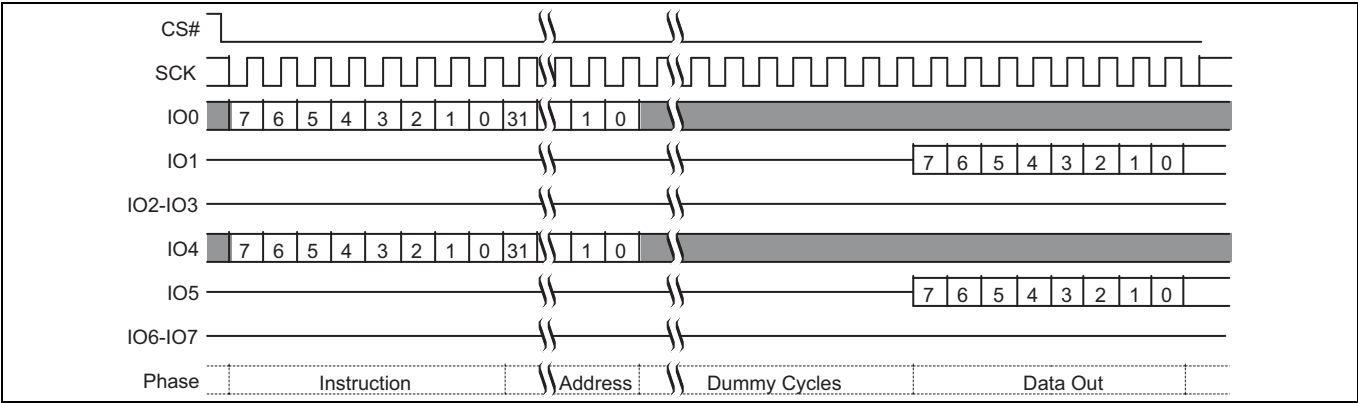 CS#
SCK
IO0 7 6 5 4 3 2 1 0 31 1 0
IO1 7 6 5 4 3 2 1 0
IO2-IO3
IO4 7 6 5 4 3 2 1 0 31 1 0
IO5 7 6 5 4 3 2 1 0
IO6-IO7
Phase Instruction Address Dummy Cycles Data Out